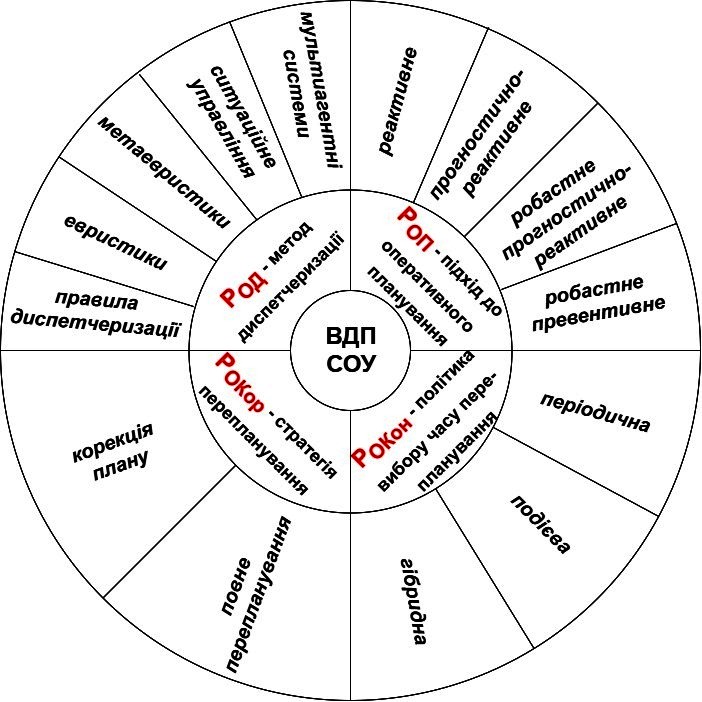 ВДП
СОУ
РОП - підхід до
оперативного
планування
реактивне
прогностично-
реактивне
робастне
прогностично-
реактивне
робастне
превентивне
РОКон - політика
вибору часу пере-
планування
періодична
подієва
гібридна
РОКор - стратегія
перепланування
повне
перепланування
корекція
плану
РОД - метод
диспетчеризації
правила
диспетчеризації
евристики
метаевристики
ситуаційне
управління
мультиагентні
системи